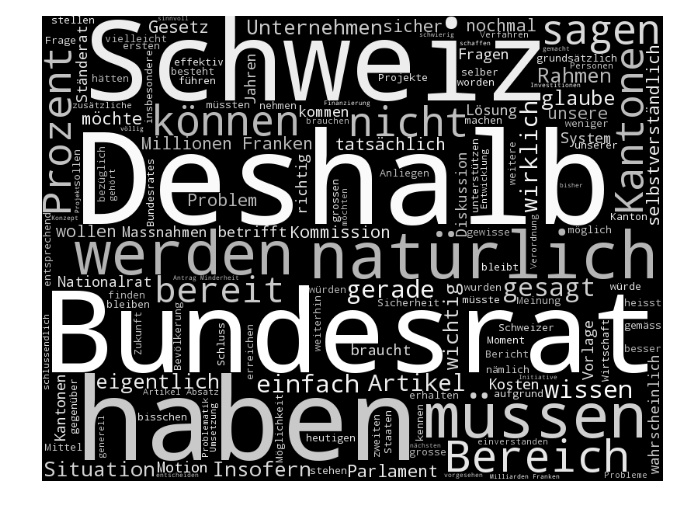 stellen sinnvoll Gesetz Unternehmen sicher nochmal sagen
Frage vielleicht schwierig Verfahren
Ständerat ersten Schweiz Fragen schaffen gemacht Personen
hätten insbesondere effektiv besteht führen Jahren Projekte selber worden grundsätzlich Rahmen
Prozent zusätzliche müssten nehmen Finanzierung Lösung Investitionen glaube Kantone selbstverständlich
möchte völlig können kommen brauchen nicht machen wirklich unsere weniger
sollen Millionen Franken tatsächlich System unserer
Projekt bezüglich gehört Deshalb weitere bisher
Bundesrates Problem richtig grossen möchten Anliegen Diskussion unterstützen Entwicklung
Konzept Kanton
entsprechend wollen Massnahmen betrifft Kommission gewisse Verordnung möglich
werden natürlich bleibt
Nationalrat Antrag Minderheit bereit würden gerade wurden gesagt würde
finden bleiben Zukunft Bevölkerung Schluss weiterhin Sicherheit müsste Meinung heisst
schlussendlich Bundesrat erreichen braucht wichtig Schweizer Moment Bericht nämlich Vorlage Wirtschaft gemäss besser
eigentlich einfach Artikel Kosten Initiative wissen
Kantonen gegenüber Artikel Absatz haben erhalten aufgrund wahrscheinlich
bisschen Problematik Umsetzung Möglichkeit kennen müssen
Mittel generell heutigen zweiten Staaten grosse nächsten einverstanden Bereich
Situation Motion entscheiden Insofern stehen Parlament vorgesehen Milliarden Franken Probleme